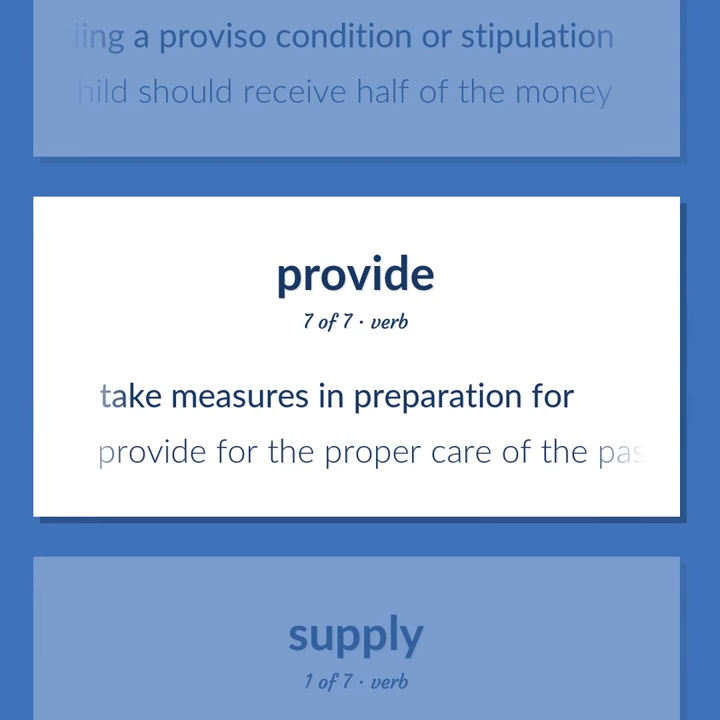 a proviso condition or stipulation
should receive half of the money
provide
7 of 7 · verb
take measures in preparation for
provide for the proper care of the
supply
1 of 7 · verb